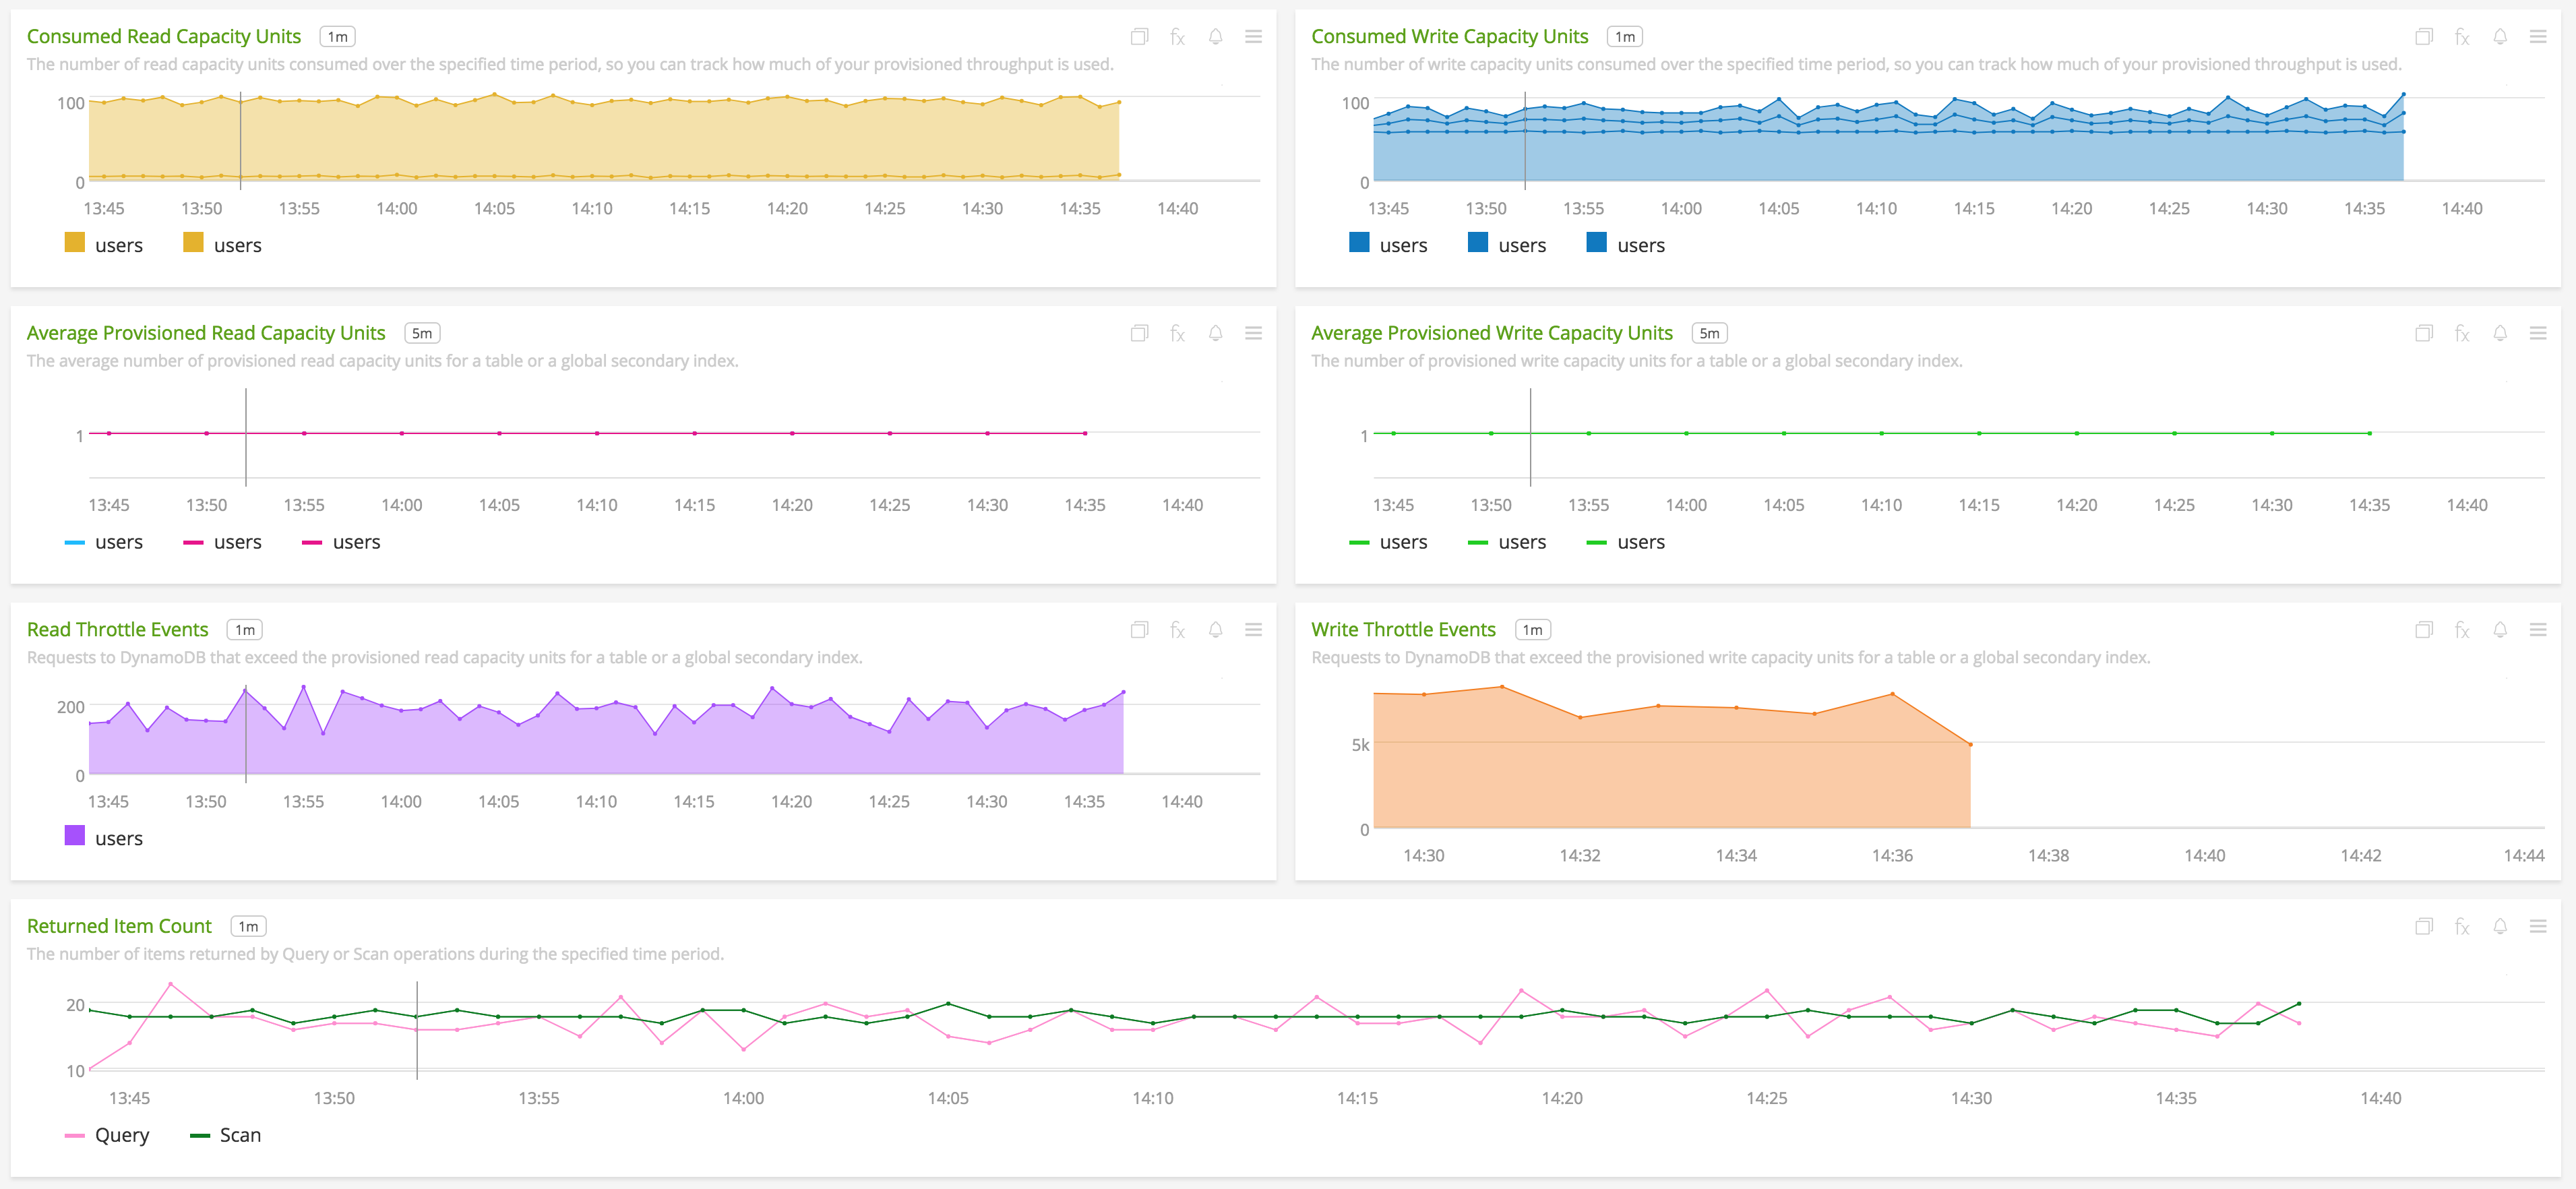 Consumed Read Capacity Units 1m
The number of read capacity units consumed over the specified time period, so you can track how much of your provisioned throughput is used.
100
0
13:45 13:50 13:55 14:00 14:05 14:10 14:15 14:20 14:25 14:30 14:35 14:40
users users
Consumed Write Capacity Units 1m
The number of write capacity units consumed over the specified time period, so you can track how much of your provisioned throughput is used.
100
0
13:45 13:50 13:55 14:00 14:05 14:10 14:15 14:20 14:25 14:30 14:35 14:40
users users users
Average Provisioned Read Capacity Units 5m
The average number of provisioned read capacity units for a table or a global secondary index.
1
13:45 13:50 13:55 14:00 14:05 14:10 14:15 14:20 14:25 14:30 14:35 14:40
users users users
Average Provisioned Write Capacity Units 5m
The number of provisioned write capacity units for a table or a global secondary index.
1
13:45 13:50 13:55 14:00 14:05 14:10 14:15 14:20 14:25 14:30 14:35 14:40
users users users
Read Throttle Events 1m
Requests to DynamoDB that exceed the provisioned read capacity units for a table or a global secondary index.
200
0
13:45 13:50 13:55 14:00 14:05 14:10 14:15 14:20 14:25 14:30 14:35 14:40
users
Write Throttle Events 1m
Requests to DynamoDB that exceed the provisioned write capacity units for a table or a global secondary index.
5k
0
14:30 14:32 14:34 14:36 14:38 14:40 14:42 14:44
Returned Item Count 1m
The number of items returned by Query or Scan operations during the specified time period.
20
10
13:45 13:50 13:55 14:00 14:05 14:10 14:15 14:20 14:25 14:30 14:35 14:40
Query Scan